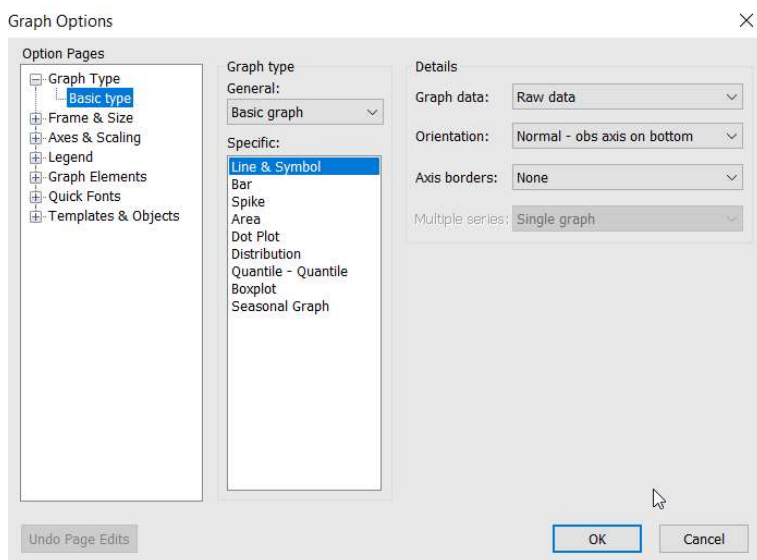 Graph Options
Option Pages
Graph Type
Basic type
Frame & Size
Axes & Scaling
Legend
Graph Elements
Quick Fonts
Templates & Objects
Graph type
General:
Basic graph
Specific:
Line & Symbol
Bar
Spike
Area
Dot Plot
Distribution
Quantile - Quantile
Boxplot
Seasonal Graph
Details
Graph data: Raw data
Orientation: Normal - obs axis on bottom
Axis borders: None
Multiple series: Single graph
Undo Page Edits
OK
Cancel